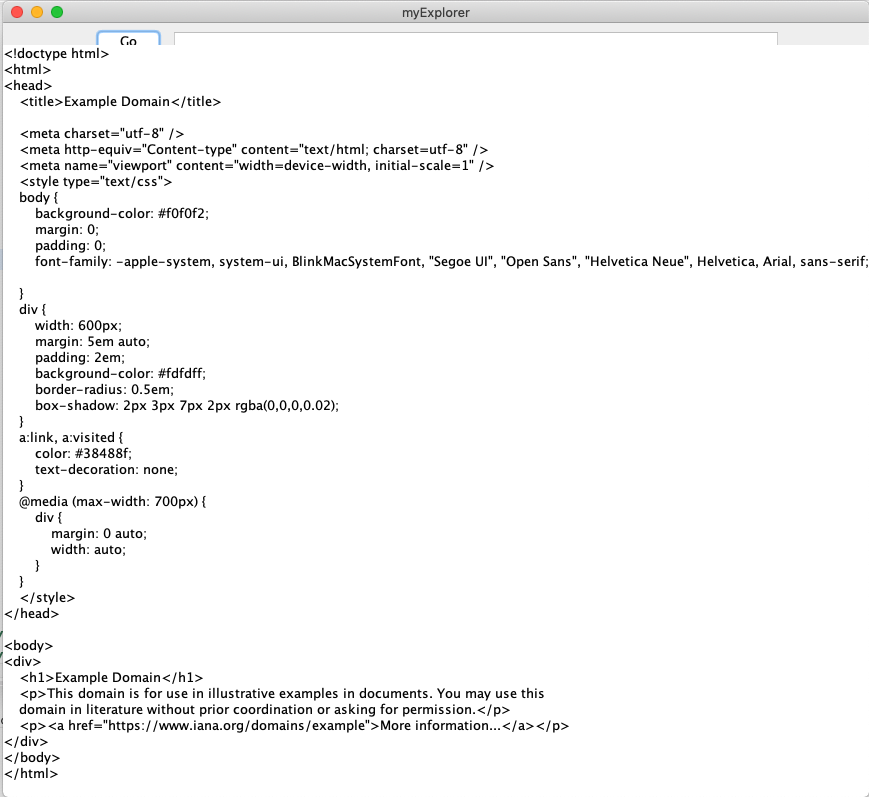 myExplorer
Go
<!doctype html>
<html>
<head>
    <title>Example Domain</title>

    <meta charset="utf-8" />
    <meta http-equiv="Content-type" content="text/html; charset=utf-8" />
    <meta name="viewport" content="width=device-width, initial-scale=1" />
    <style type="text/css">
    body {
        background-color: #f0f0f2;
        margin: 0;
        padding: 0;
        font-family: -apple-system, system-ui, BlinkMacSystemFont, "Segoe UI", "Open Sans", "Helvetica Neue", Helvetica, Arial, sans-serif;

    }
    div {
        width: 600px;
        margin: 5em auto;
        padding: 2em;
        background-color: #fdfdff;
        border-radius: 0.5em;
        box-shadow: 2px 3px 7px 2px rgba(0,0,0,0.02);
    }
    a:link, a:visited {
        color: #38488f;
        text-decoration: none;
    }
    @media (max-width: 700px) {
        div {
            margin: 0 auto;
            width: auto;
        }
    }
    </style>
</head>

<body>
<div>
    <h1>Example Domain</h1>
    <p>This domain is for use in illustrative examples in documents. You may use this
    domain in literature without prior coordination or asking for permission.</p>
    <p><a href="https://www.iana.org/domains/example">More information...</a></p>
</div>
</body>
</html>